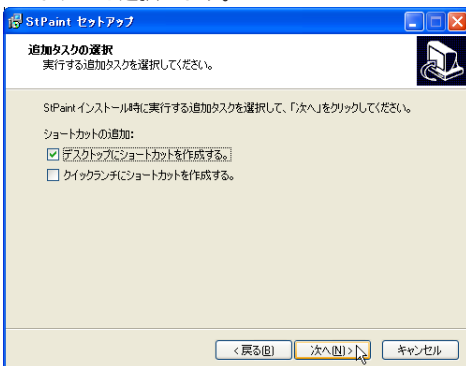 StPaint セットアップ
追加タスクの選択
実行する追加タスクを選択してください。
StPaint インストール時に実行する追加タスクを選択して、「次へ」をクリックしてください。
ショートカットの追加:
デスクトップにショートカットを作成する。
クイックランチにショートカットを作成する。
< 戻る(B)
次へ(N) >
キャンセル